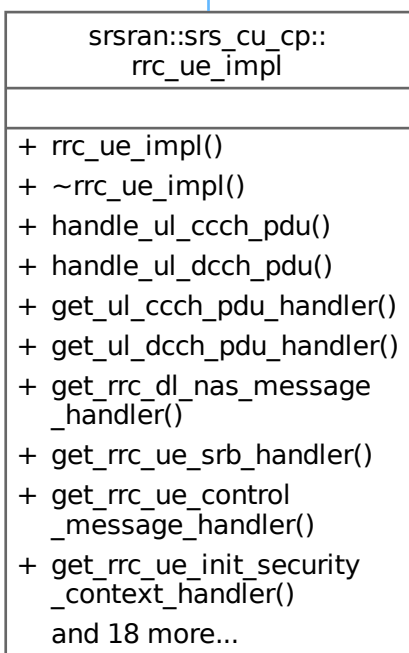 srsran::srs_cu_cp::
rrc_ue_impl
+ rrc_ue_impl()
+ ~rrc_ue_impl()
+ handle_ul_ccch_pdu()
+ handle_ul_dcch_pdu()
+ get_ul_ccch_pdu_handler()
+ get_ul_dcch_pdu_handler()
+ get_rrc_dl_nas_message
_handler()
+ get_rrc_ue_srb_handler()
+ get_rrc_ue_control
_message_handler()
+ get_rrc_ue_init_security
_context_handler()
and 18 more...